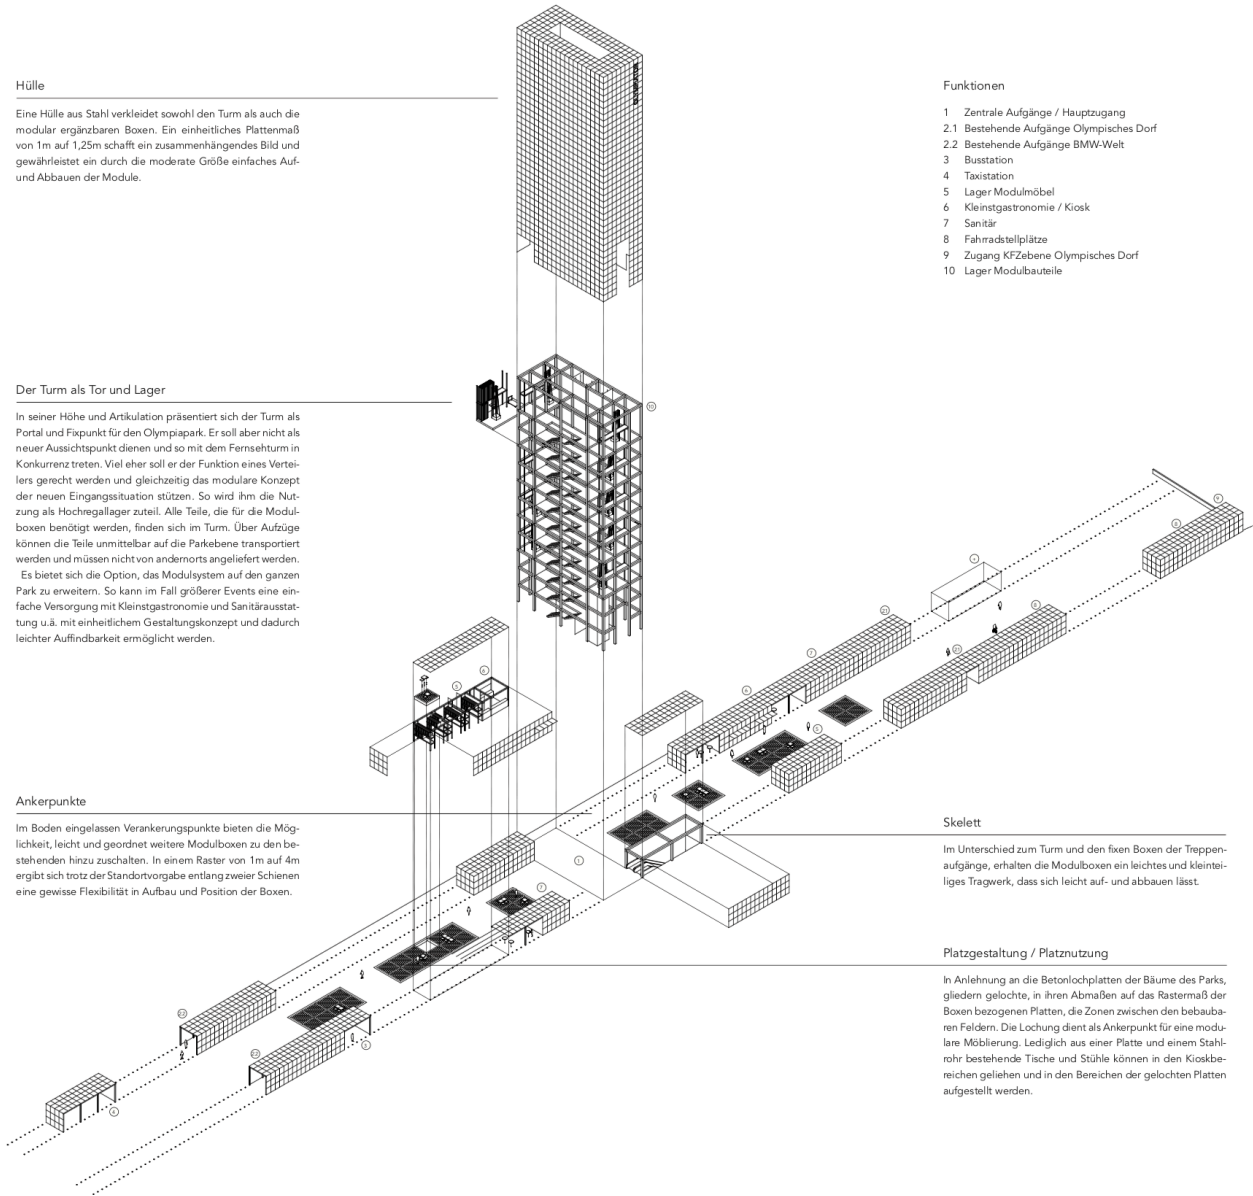 Hülle
Eine Hülle aus Stahl verkleidet sowohl den Turm als auch die
modular ergänzbaren Boxen. Ein einheitliches Plattenmaß
von 1m auf 1,25m schafft ein zusammenhängendes Bild und
gewährleistet ein durch die moderate Größe einfaches Auf-
und Abbauen der Module.
Funktionen
1 Zentrale Aufgänge / Hauptzugang
2.1 Bestehende Aufgänge Olympisches Dorf
2.2 Bestehende Aufgänge BMW-Welt
3 Busstation
4 Taxistation
5 Lager Modulmöbel
6 Kleinstgastronomie / Kiosk
7 Sanitär
8 Fahrradstellplätze
9 Zugang KFZebene Olympisches Dorf
10 Lager Modulbauteile
Der Turm als Tor und Lager
In seiner Höhe und Artikulation präsentiert sich der Turm als
Portal und Fixpunkt für den Olympiapark. Er soll aber nicht als
neuer Aussichtspunkt dienen und so mit dem Fernsehturm in
Konkurrenz treten. Viel eher soll er der Funktion eines Vertei-
lers gerecht werden und gleichzeitig das modulare Konzept
der neuen Eingangssituation stützen. So wird ihm die Nut-
zung als Hochregallager zuteil. Alle Teile, die für die Modul-
boxen benötigt werden, finden sich im Turm. Über Aufzüge
können die Teile unmittelbar auf die Parkebene transportiert
werden und müssen nicht von andernorts angeliefert werden.
Es bietet sich die Option, das Modulsystem auf den ganzen
Park zu erweitern. So kann im Fall größerer Events eine ein-
fache Versorgung mit Kleinstgastronomie und Sanitärausstat-
tung u.ä. mit einheitlichem Gestaltungskonzept und dadurch
leichter Auffindbarkeit ermöglicht werden.
10
9
8
8
21
21
7
6
5
6
5
1
7
22
22
3
4
Ankerpunkte
Im Boden eingelassen Verankerungspunkte bieten die Mög-
lichkeit, leicht und geordnet weitere Modulboxen zu den be-
stehenden hinzu zuschalten. In einem Raster von 1m auf 4m
ergibt sich trotz der Standortvorgabe entlang zweier Schienen
eine gewisse Flexibilität in Aufbau und Position der Boxen.
Skelett
Im Unterschied zum Turm und den fixen Boxen der Treppen-
aufgänge, erhalten die Modulboxen ein leichtes und kleintei-
liges Tragwerk, dass sich leicht auf- und abbauen lässt.
Platzgestaltung / Platznutzung
In Anlehnung an die Betonlochplatten der Bäume des Parks,
gliedern gelochte, in ihren Abmaßen auf das Rastermaß der
Boxen bezogenen Platten, die Zonen zwischen den bebauba-
ren Feldern. Die Lochung dient als Ankerpunkt für eine modu-
lare Möblierung. Lediglich aus einer Platte und einem Stahl-
rohr bestehende Tische und Stühle können in den Kioskbe-
reichen geliehen und in den Bereichen der gelochten Platten
aufgestellt werden.